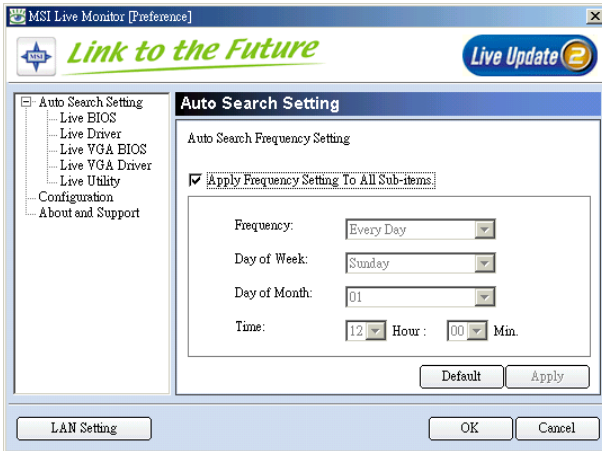 MSI Live Monitor [Preference]
MSI
Link to the Future
Live Update 2
Auto Search Setting
Live BIOS
Live Driver
Live VGA BIOS
Live VGA Driver
Live Utility
Configuration
About and Support
Auto Search Setting
Auto Search Frequency Setting
Apply Frequency Setting To All Sub-items.
Frequency: Every Day
Day of Week: Sunday
Day of Month: 01
Time: 12 Hour : 00 Min.
Default Apply
LAN Setting OK Cancel